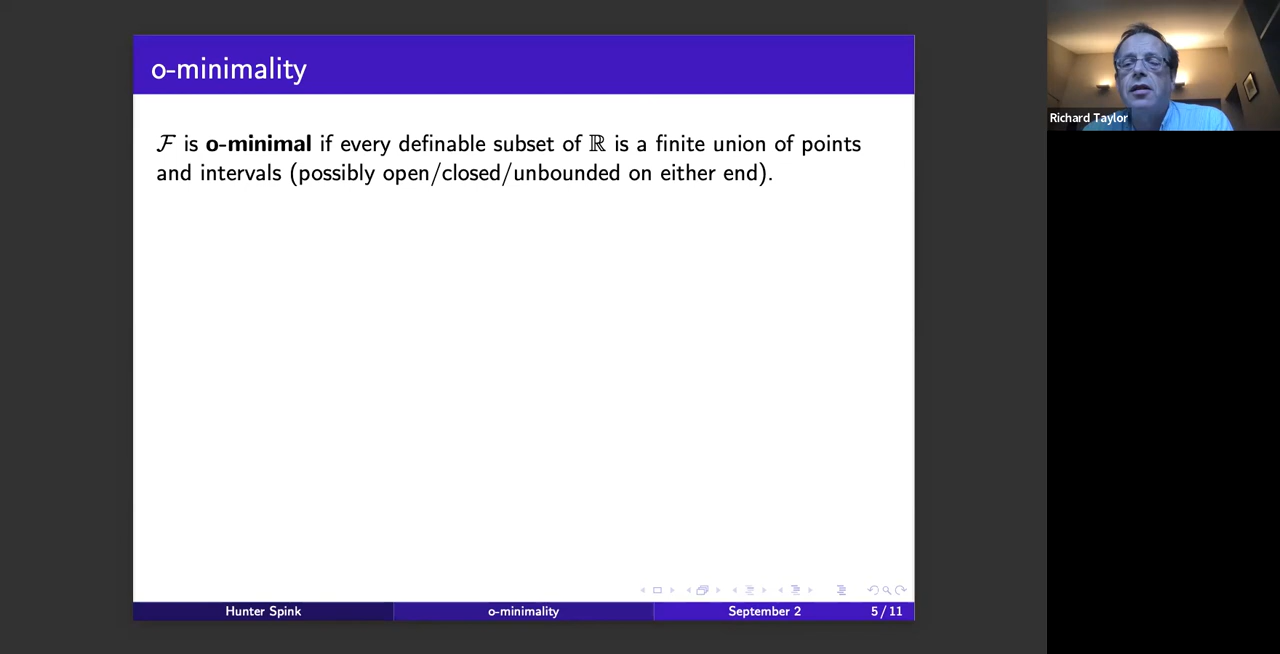 o-minimality
ℱ is o-minimal if every definable subset of ℝ is a finite union of points
and intervals (possibly open/closed/unbounded on either end).
Hunter Spink
o-minimality
September 2
5 / 11
Richard Taylor